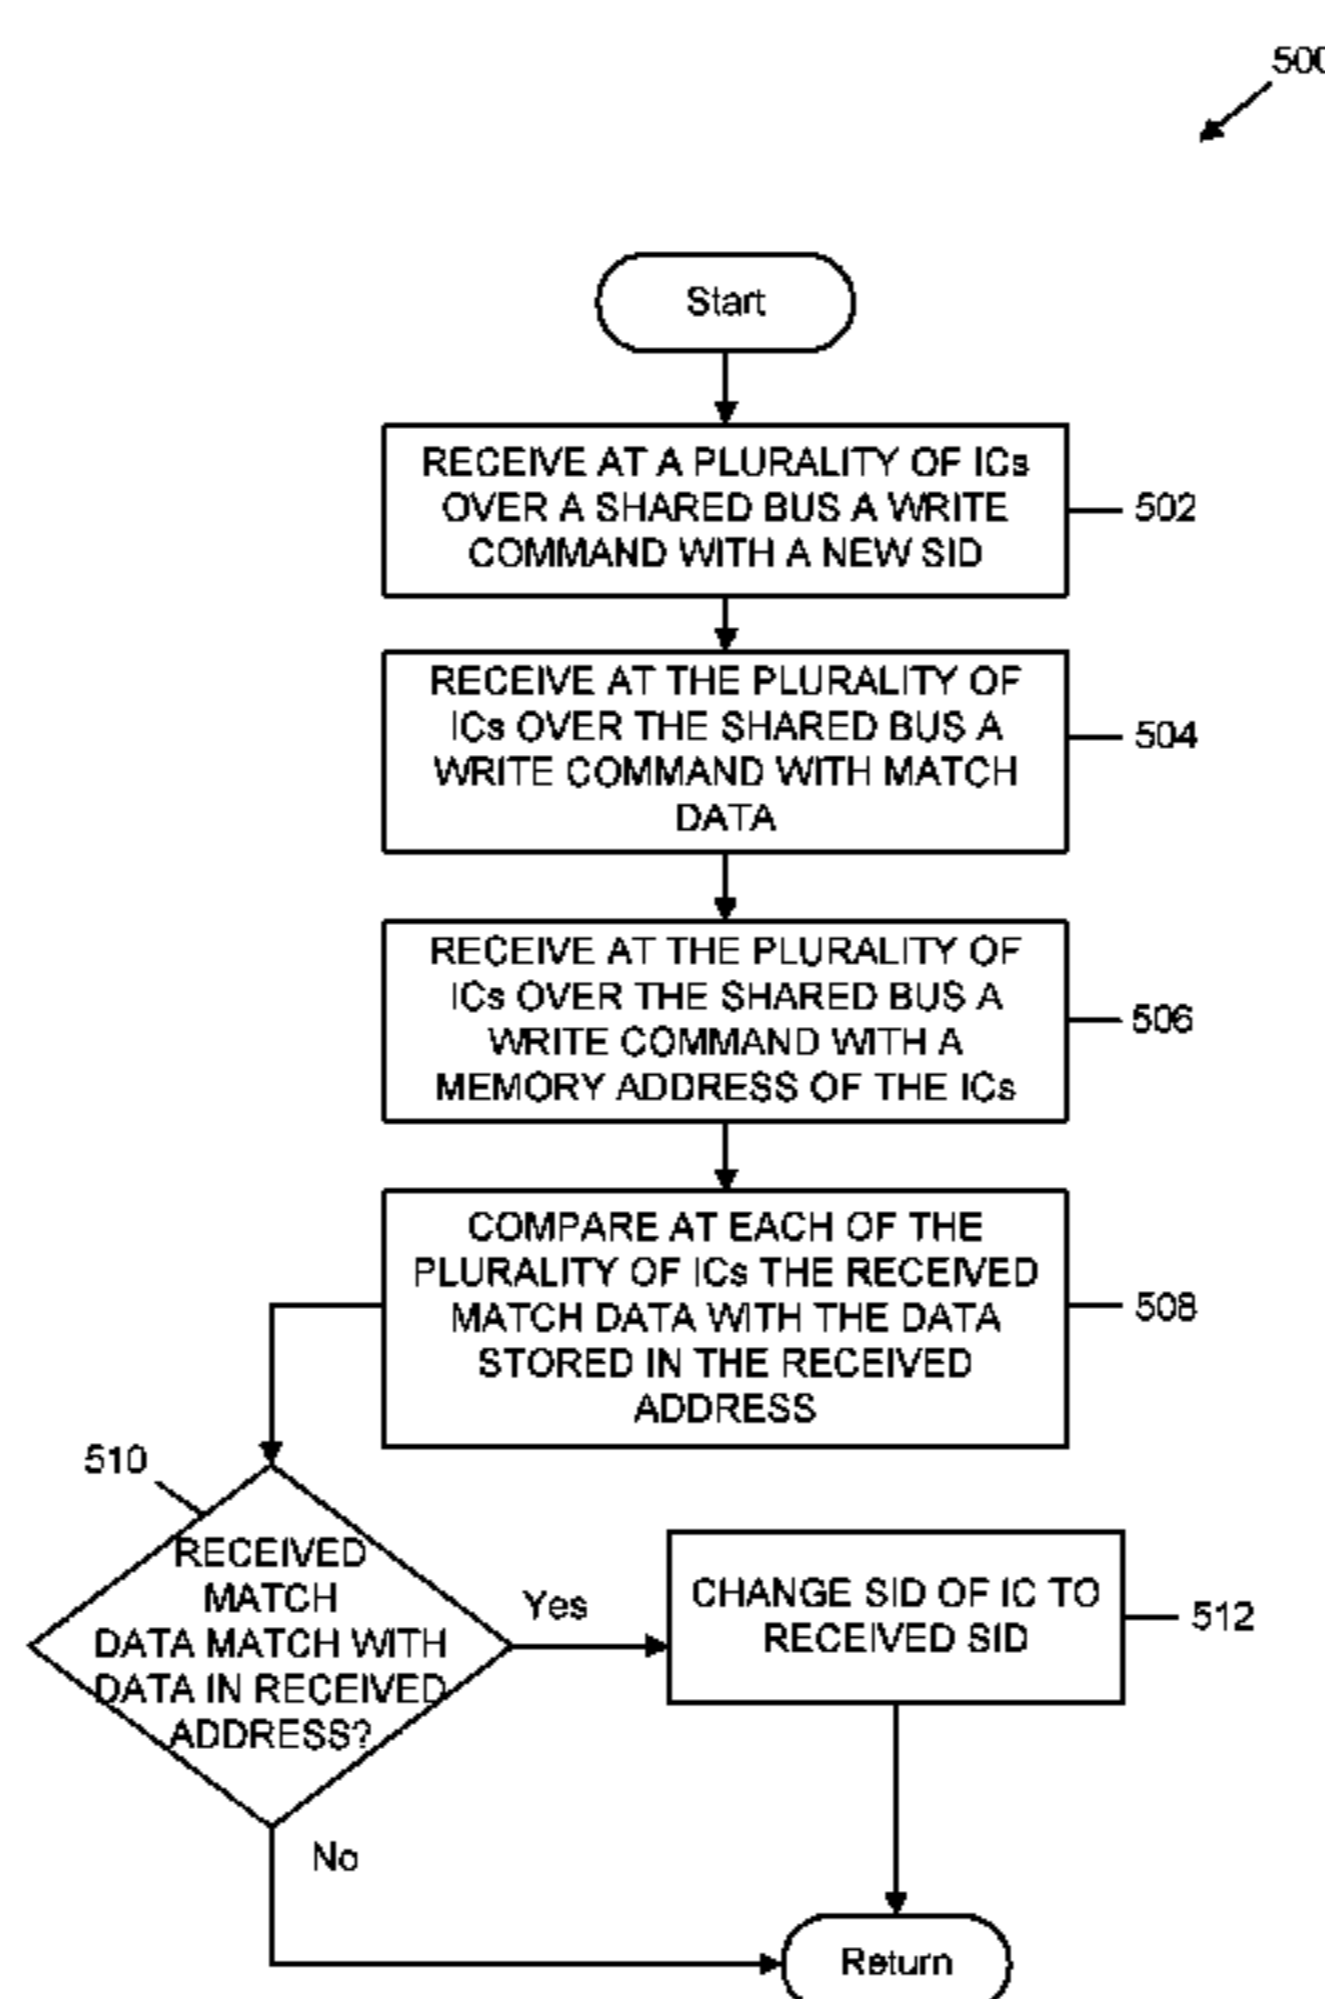 500
Start
RECEIVE AT A PLURALITY OF ICs
OVER A SHARED BUS A WRITE
COMMAND WITH A NEW SID
502
RECEIVE AT THE PLURALITY OF
ICs OVER THE SHARED BUS A
WRITE COMMAND WITH MATCH
DATA
504
RECEIVE AT THE PLURALITY OF
ICs OVER THE SHARED BUS A
WRITE COMMAND WITH A
MEMORY ADDRESS OF THE ICs
506
COMPARE AT EACH OF THE
PLURALITY OF ICs THE RECEIVED
MATCH DATA WITH THE DATA
STORED IN THE RECEIVED
ADDRESS
508
510
RECEIVED
MATCH
DATA MATCH WITH
DATA IN RECEIVED
ADDRESS?
Yes
CHANGE SID OF IC TO
RECEIVED SID
512
No
Return